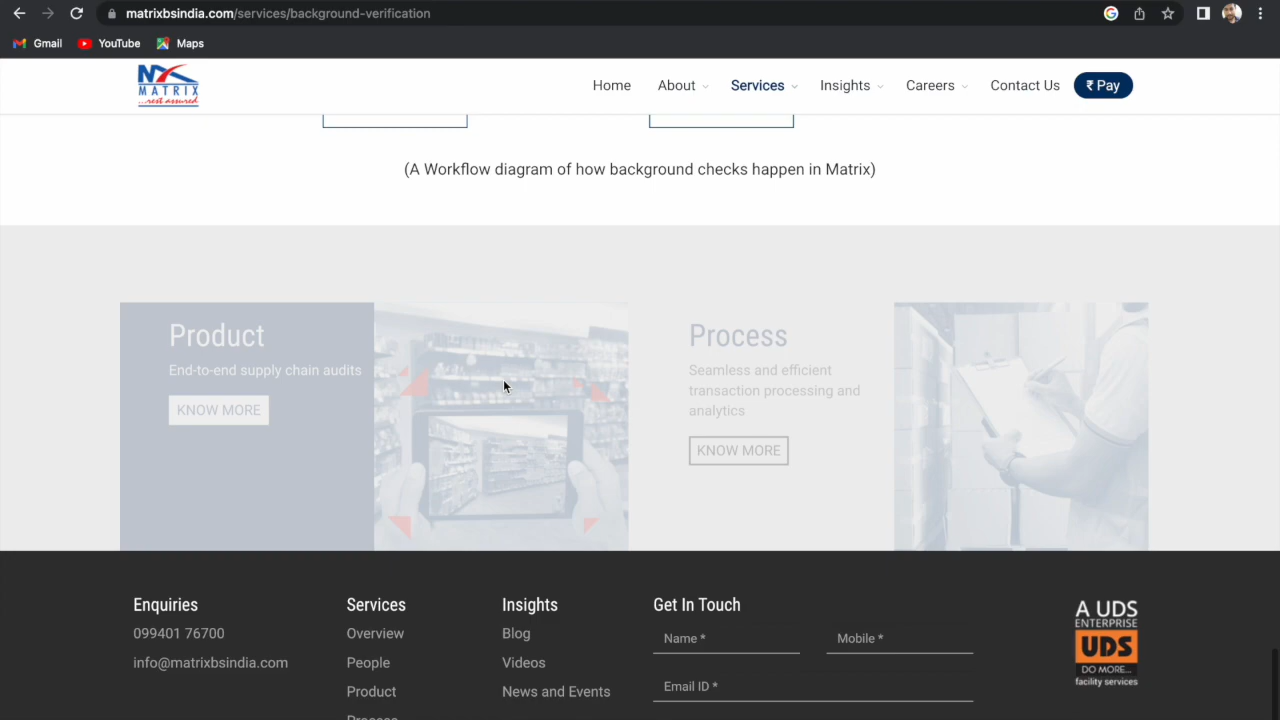 matrixbsindia.com/services/background-verification
Gmail YouTube Maps
MATRIX
...rest assured
Home About Services Insights Careers Contact Us ₹ Pay
(A Workflow diagram of how background checks happen in Matrix)
Product
End-to-end supply chain audits
KNOW MORE
Process
Seamless and efficient
transaction processing and
analytics
KNOW MORE
Enquiries
099401 76700
info@matrixbsindia.com
Services
Overview
People
Product
Process
Insights
Blog
Videos
News and Events
Get In Touch
Name * Mobile *
Email ID *
A UDS
ENTERPRISE
UDS
DO MORE...
facility services